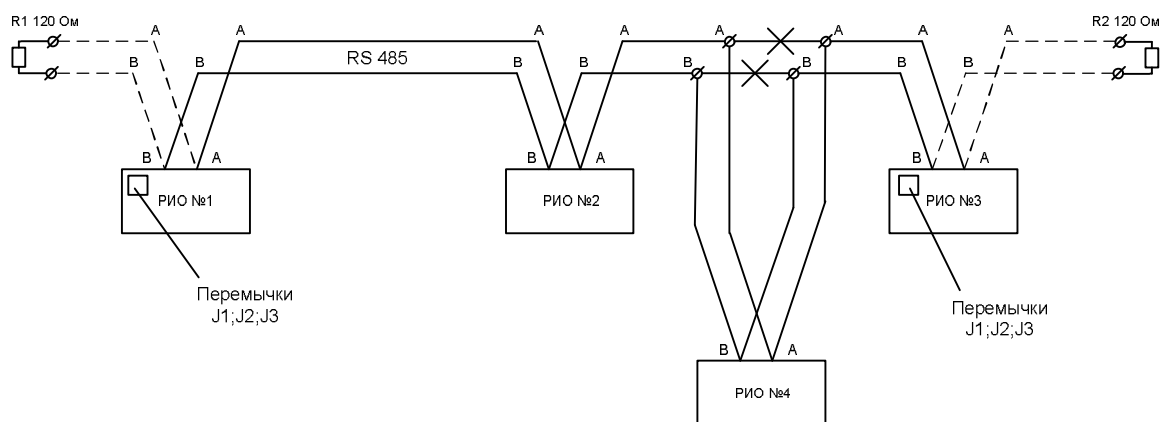 R1 120 Ом
A
A
A
A
A
A
A
R2 120 Ом
B
B
RS 485
B
B
B
B
B
B
B
A
B
A
B
A
РИО №1
РИО №2
РИО №3
Перемычки
J1;J2;J3
Перемычки
J1;J2;J3
B
A
РИО №4